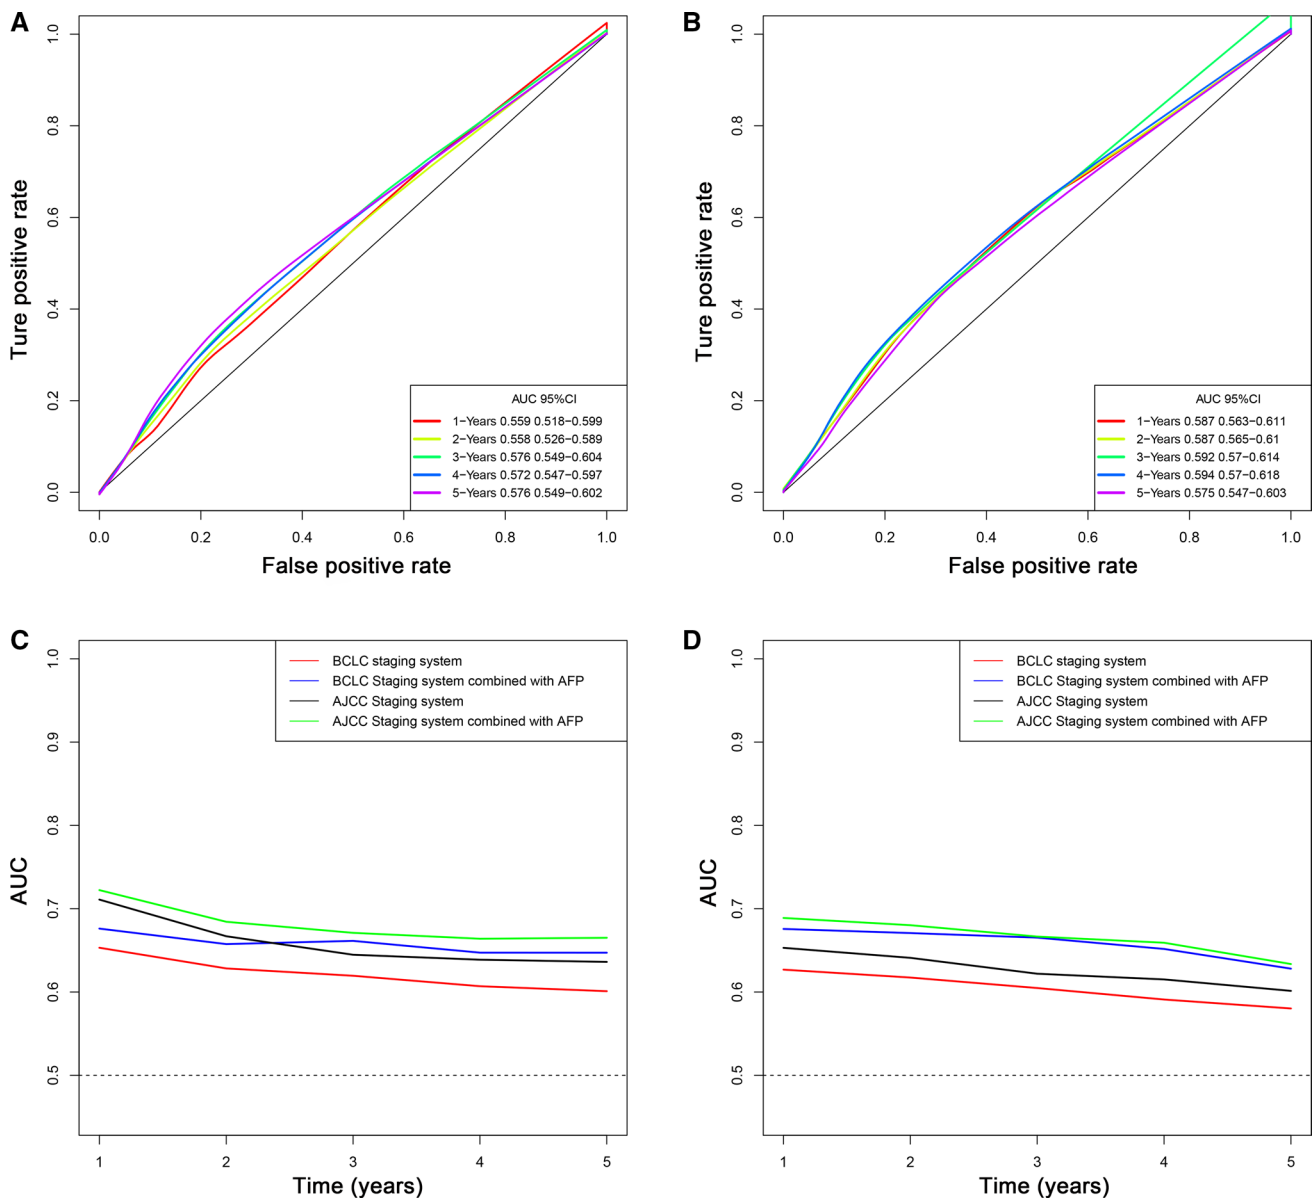 A
1.0
0.8
0.6
0.4
0.2
0.0
Ture positive rate
AUC 95%CI
1−Years 0.559 0.518−0.599
2−Years 0.558 0.526−0.589
3−Years 0.576 0.549−0.604
4−Years 0.572 0.547−0.597
5−Years 0.576 0.549−0.602
0.0 0.2 0.4 0.6 0.8 1.0
False positive rate
B
1.0
0.8
0.6
0.4
0.2
0.0
Ture positive rate
AUC 95%CI
1−Years 0.587 0.563−0.611
2−Years 0.587 0.565−0.61
3−Years 0.592 0.57−0.614
4−Years 0.594 0.57−0.618
5−Years 0.575 0.547−0.603
0.0 0.2 0.4 0.6 0.8 1.0
False positive rate
C
1.0
0.9
0.8
0.7
0.6
0.5
AUC
BCLC staging system
BCLC Staging system combined with AFP
AJCC Staging system
AJCC Staging system combined with AFP
1 2 3 4 5
Time (years)
D
1.0
0.9
0.8
0.7
0.6
0.5
AUC
BCLC staging system
BCLC Staging system combined with AFP
AJCC Staging system
AJCC Staging system combined with AFP
1 2 3 4 5
Time (years)